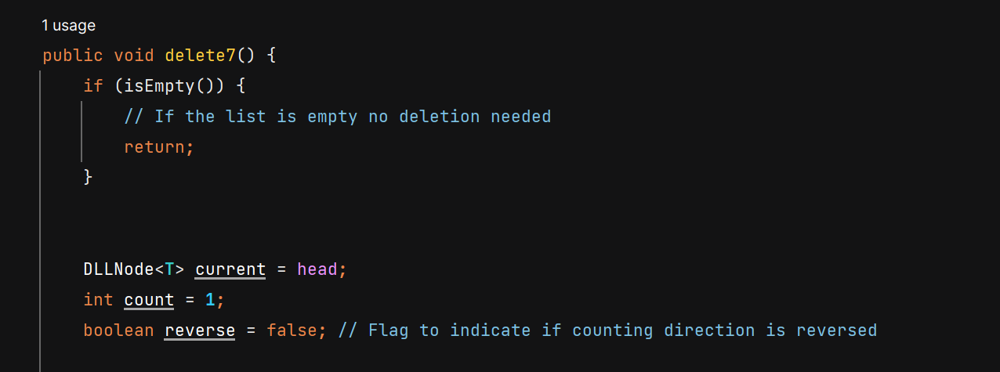 1 usage
public void delete7() {
if (isEmpty()) {
// If the list is empty no deletion needed
return;
}
DLLNode<T> current = head;
int count = 1;
boolean reverse = false; // Flag to indicate if counting direction is reversed